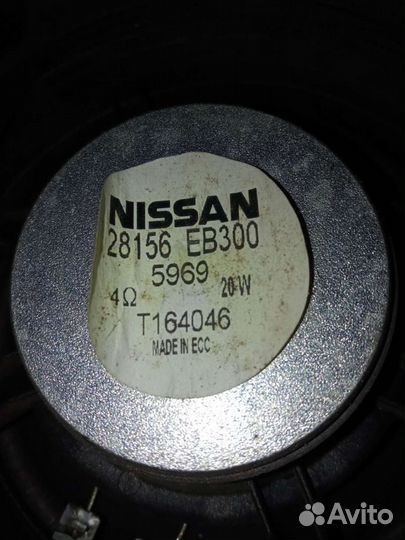 NISSAN
28156 EB300
5969
4Ω 20 W
T164046
MADE IN ECC
Avito